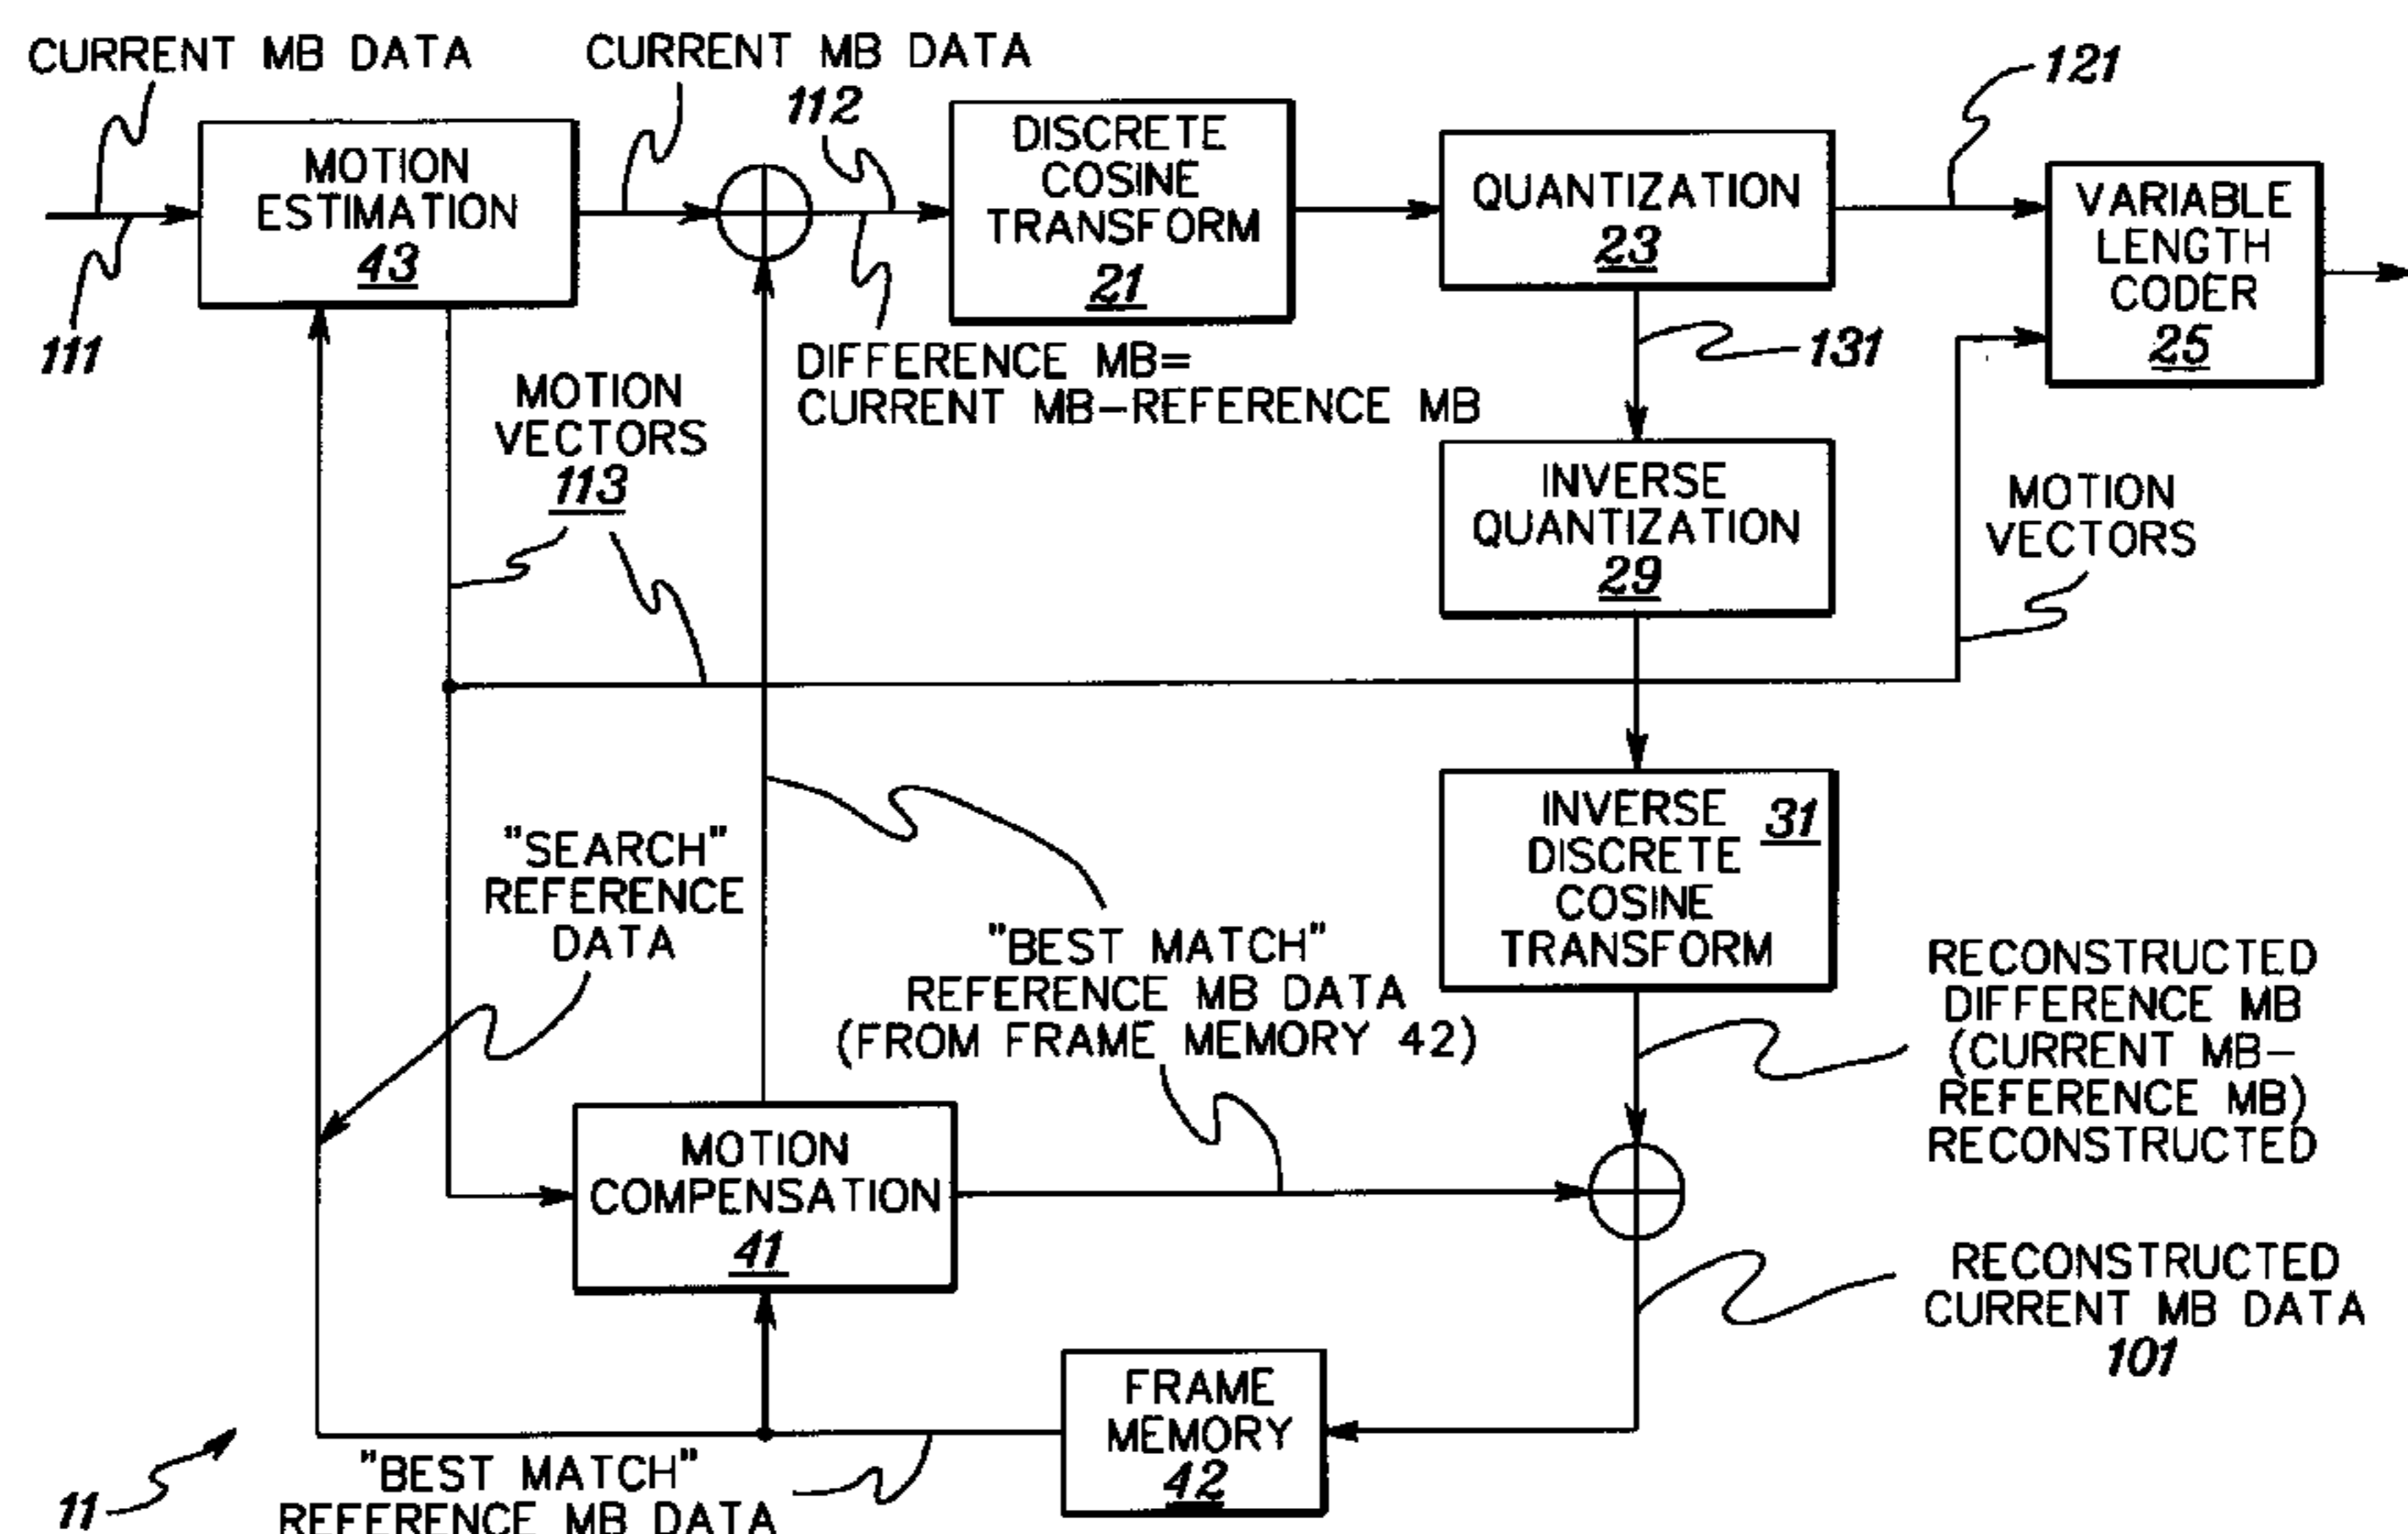 CURRENT MB DATA
CURRENT MB DATA
112
121
MOTION
ESTIMATION
43
DISCRETE
COSINE
TRANSFORM
21
QUANTIZATION
23
VARIABLE
LENGTH
CODER
25
111
DIFFERENCE MB=
CURRENT MB–REFERENCE MB
131
MOTION
VECTORS
113
INVERSE
QUANTIZATION
29
MOTION
VECTORS
"SEARCH"
REFERENCE
DATA
INVERSE
DISCRETE
COSINE
TRANSFORM
31
"BEST MATCH"
REFERENCE MB DATA
(FROM FRAME MEMORY 42)
RECONSTRUCTED
DIFFERENCE MB
(CURRENT MB–
REFERENCE MB)
RECONSTRUCTED
MOTION
COMPENSATION
41
RECONSTRUCTED
CURRENT MB DATA
101
FRAME
MEMORY
42
"BEST MATCH"
REFERENCE MB DATA
11